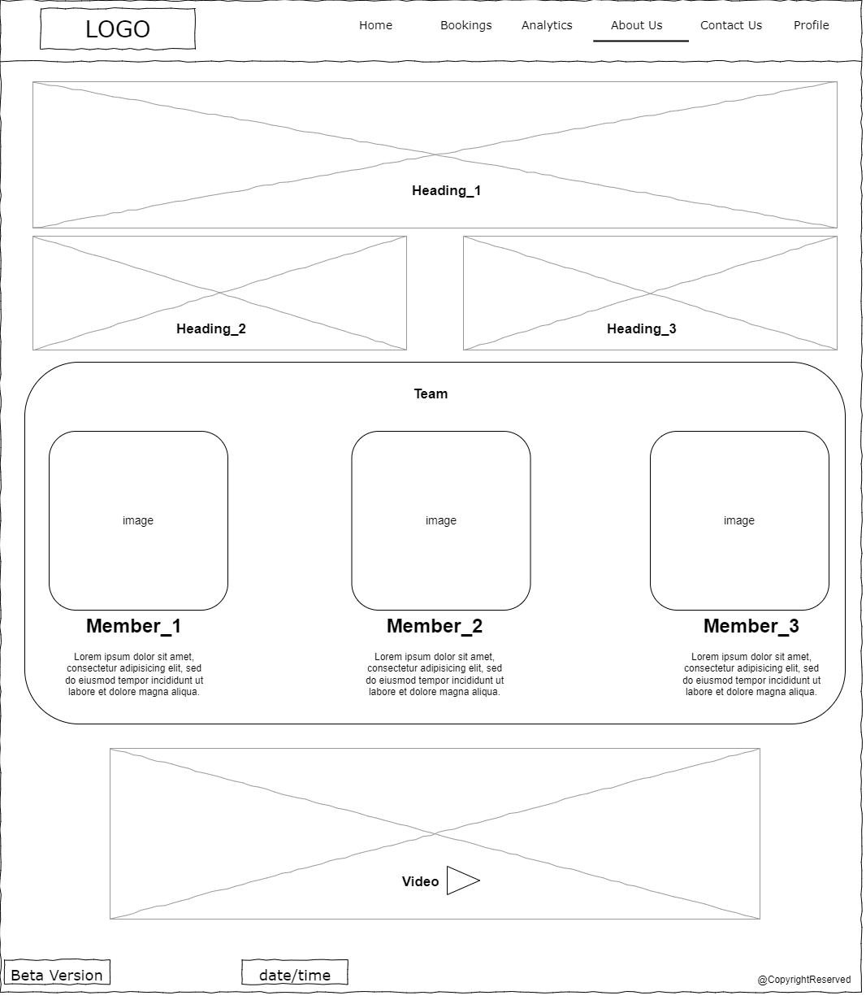 LOGO
Home
Bookings
Analytics
About Us
Contact Us
Profile
Heading_1
Heading_2
Heading_3
Team
image
image
image
Member_1
Member_2
Member_3
Lorem ipsum dolor sit amet,
consectetur adipisicing elit, sed
do eiusmod tempor incididunt ut
labore et dolore magna aliqua.
Lorem ipsum dolor sit amet,
consectetur adipisicing elit, sed
do eiusmod tempor incididunt ut
labore et dolore magna aliqua.
Lorem ipsum dolor sit amet,
consectetur adipisicing elit, sed
do eiusmod tempor incididunt ut
labore et dolore magna aliqua.
Video
Beta Version
date/time
@CopyrightReserved